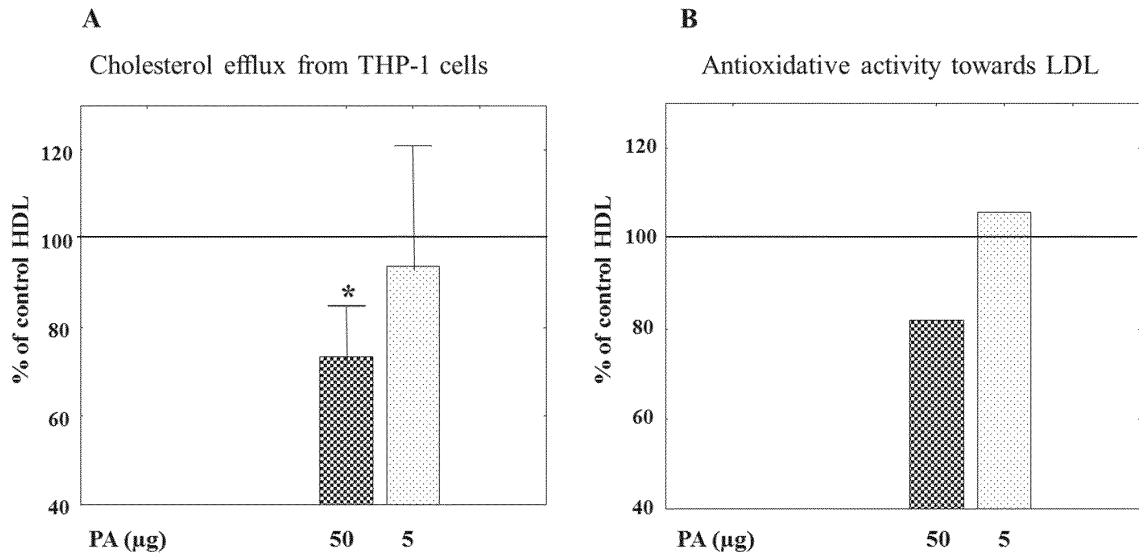 A
Cholesterol efflux from THP-1 cells
% of control HDL
120
100
80
60
40
*
PA (µg)
50
5
B
Antioxidative activity towards LDL
% of control HDL
120
100
80
60
40
PA (µg)
50
5